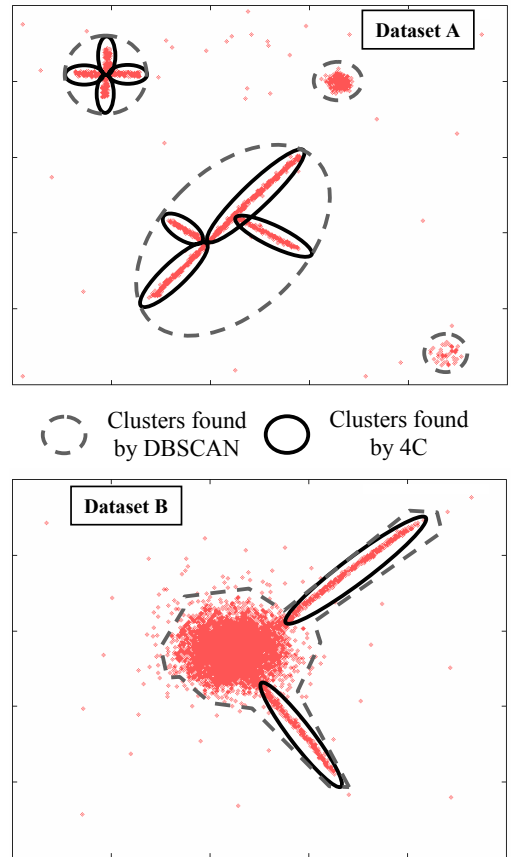 Dataset A
Clusters found
by DBSCAN
Clusters found
by 4C
Dataset B